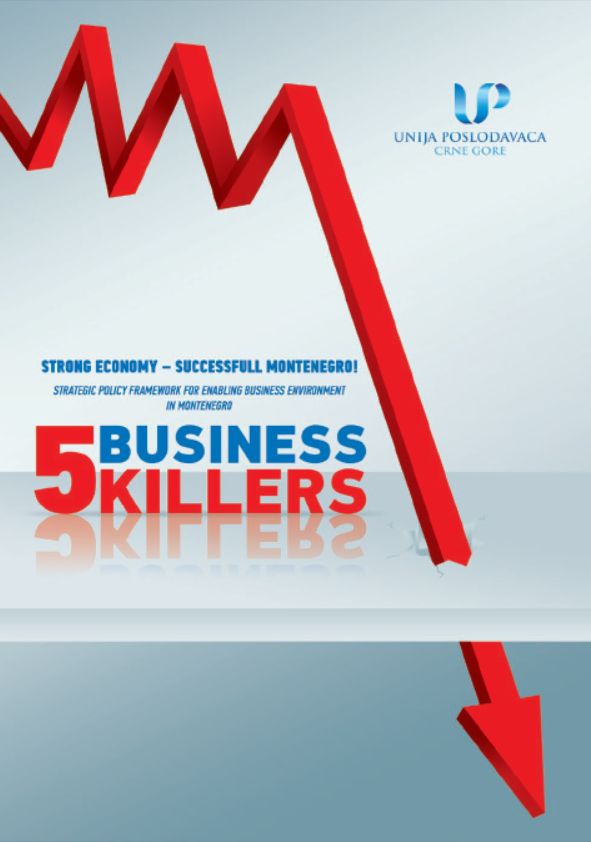 UP
UNIJA POSLODAVACA
CRNE GORE
STRONG ECONOMY – SUCCESSFULL MONTENEGRO!
STRATEGIC POLICY FRAMEWORK FOR ENABLING BUSINESS ENVIRONMENT
IN MONTENEGRO
5 BUSINESS
KILLERS